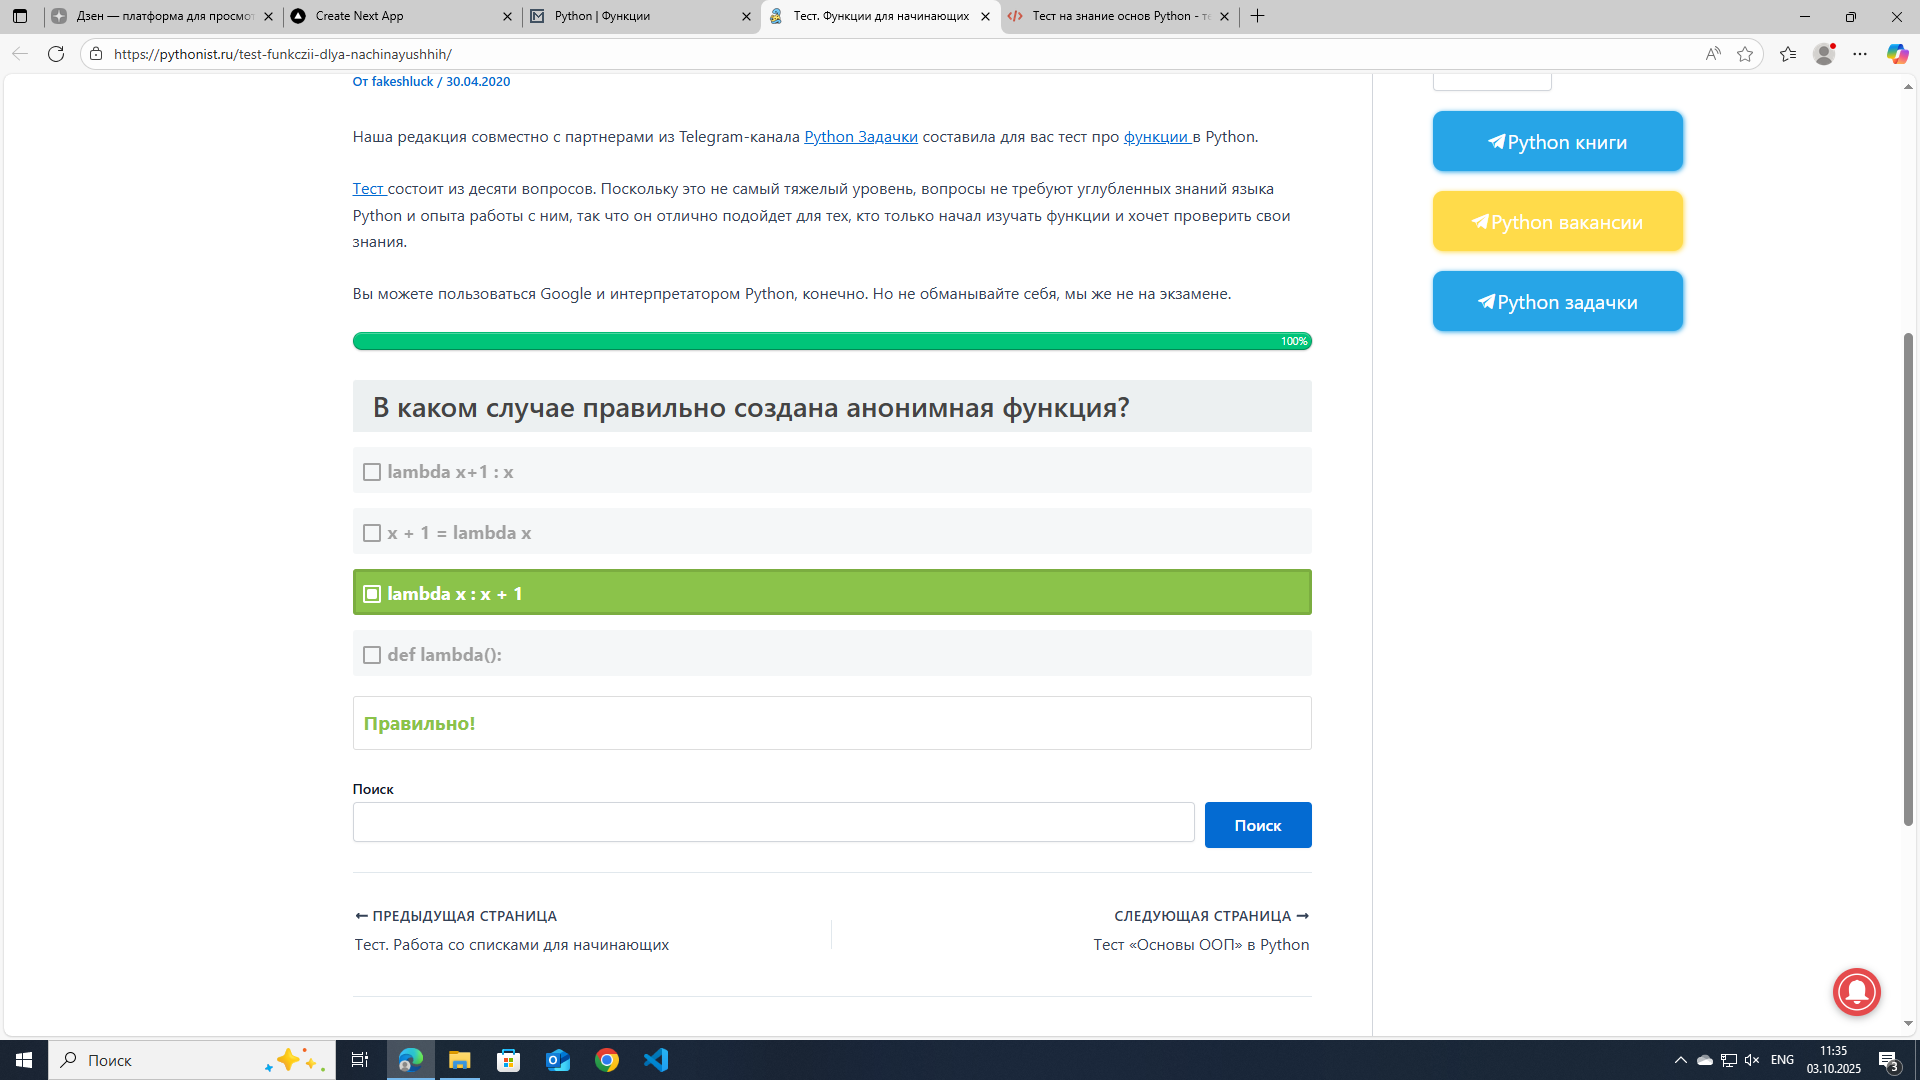 Дзен — платформа для просмот
Create Next App
Python | Функции
Тест. Функции для начинающих
Тест на знание основ Python - те
https://pythonist.ru/test-funkczii-dlya-nachinayushhih/
От fakeshluck / 30.04.2020
Наша редакция совместно с партнерами из Telegram-канала Python Задачки составила для вас тест про функции в Python.
Тест состоит из десяти вопросов. Поскольку это не самый тяжелый уровень, вопросы не требуют углубленных знаний языка
Python и опыта работы с ним, так что он отлично подойдет для тех, кто только начал изучать функции и хочет проверить свои
знания.
Вы можете пользоваться Google и интерпретатором Python, конечно. Но не обманывайте себя, мы же не на экзамене.
100%
В каком случае правильно создана анонимная функция?
lambda x+1 : x
x + 1 = lambda x
lambda x : x + 1
def lambda():
Правильно!
Поиск
Поиск
← ПРЕДЫДУЩАЯ СТРАНИЦА
Тест. Работа со списками для начинающих
СЛЕДУЮЩАЯ СТРАНИЦА →
Тест «Основы ООП» в Python
Python книги
Python вакансии
Python задачки
Поиск
ENG
11:35
03.10.2025
3